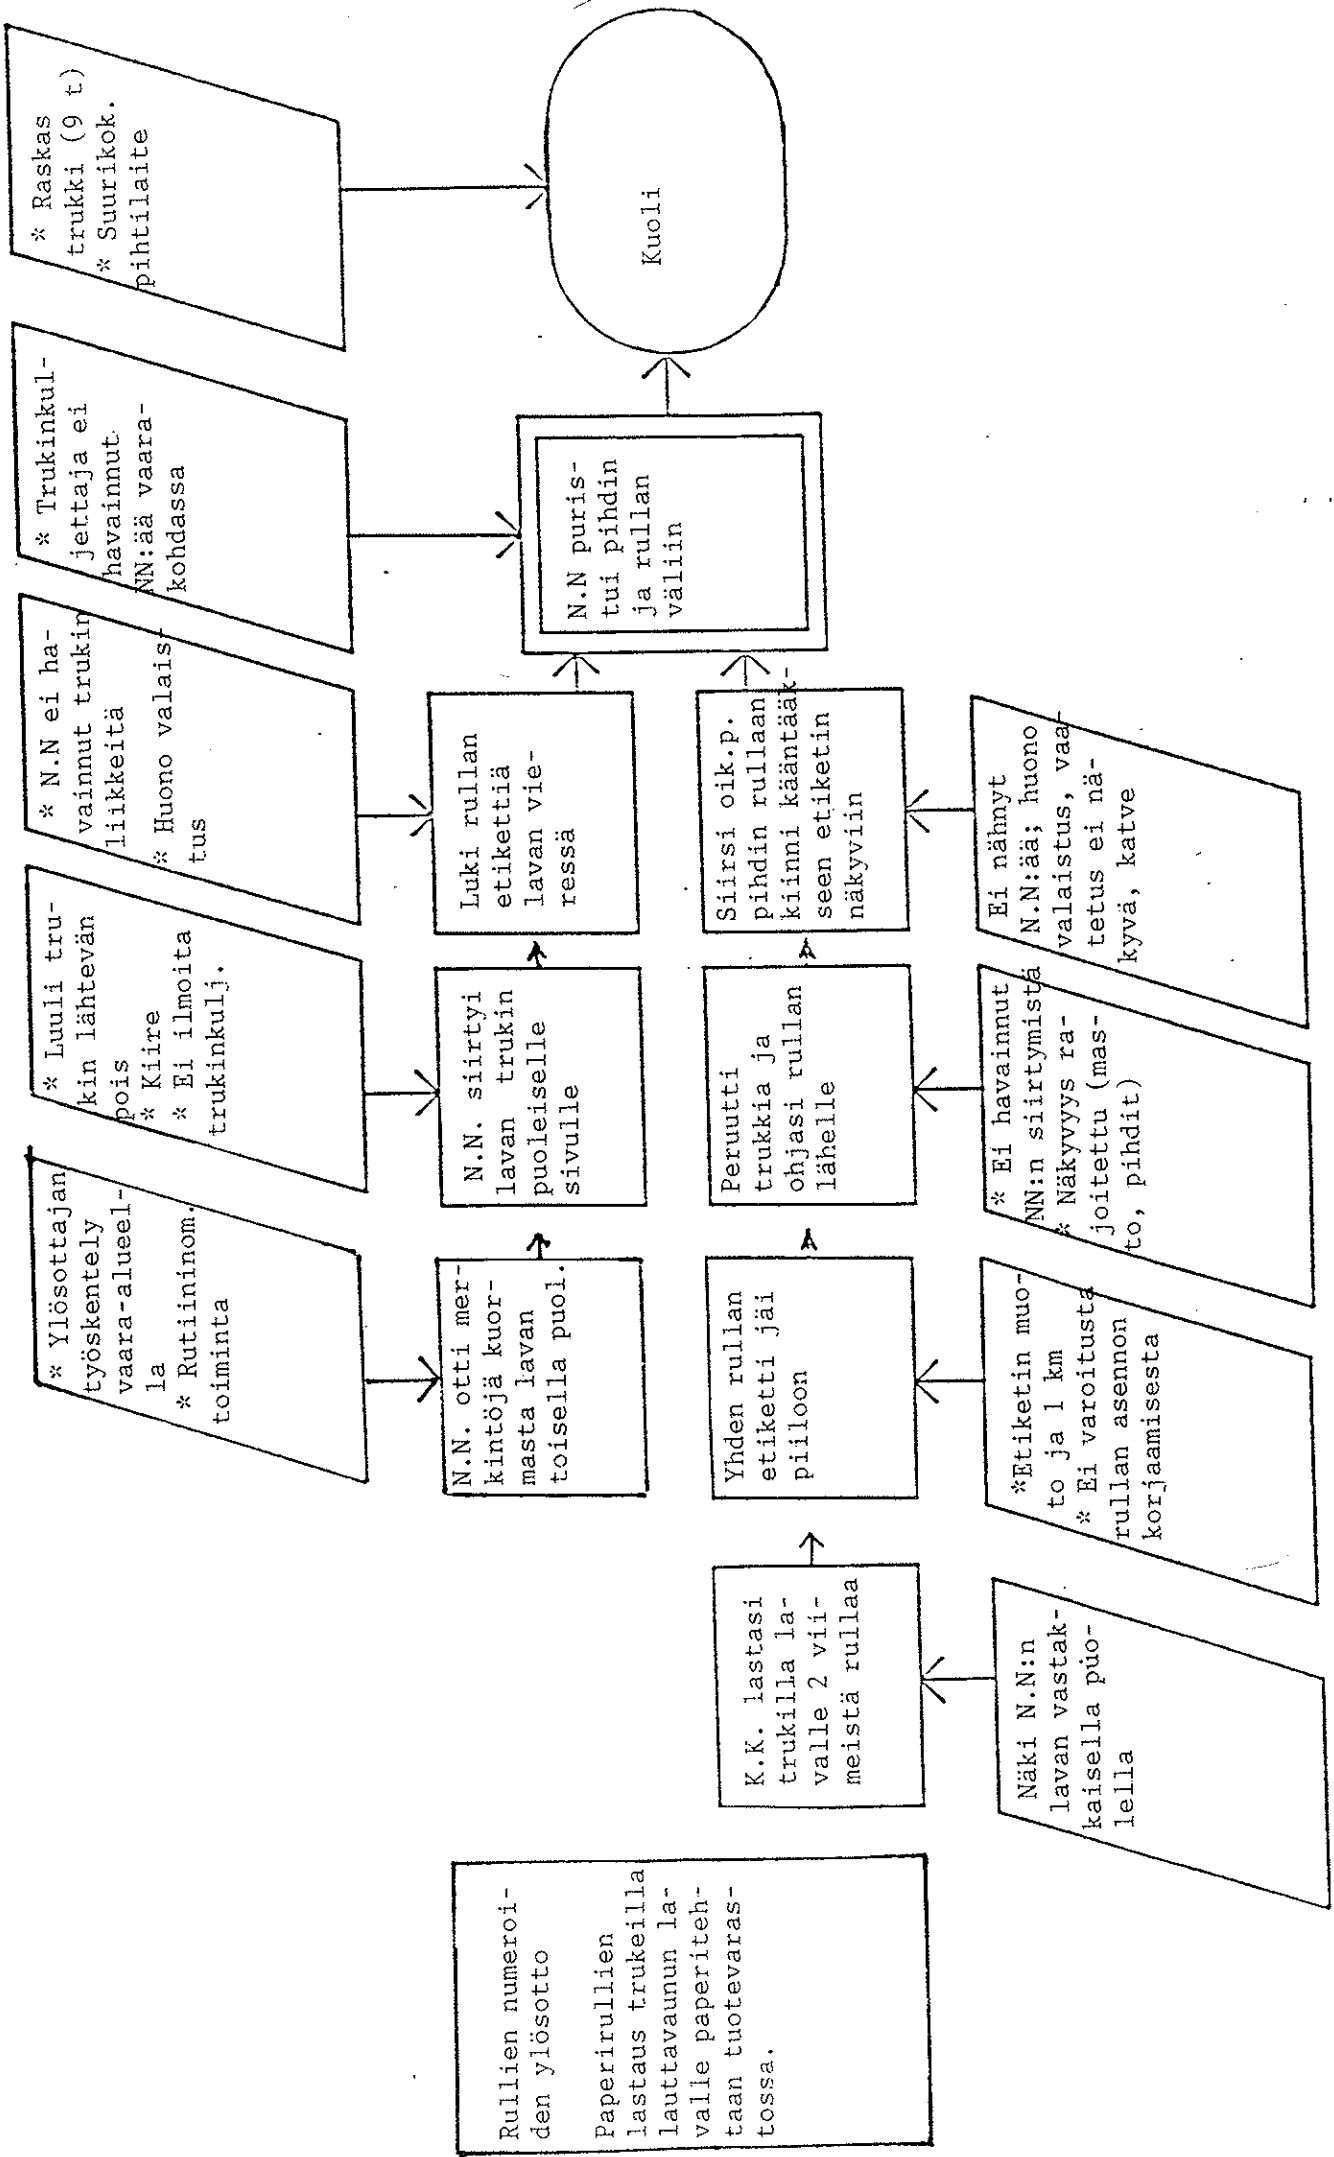 Rullien numeroi-
den ylösotto
Paperirullien
lastaus trukeilla
lauttavaunun la-
valle paperiteh-
taan tuotevaras-
tossa.
* Ylösottajan
työskentely
vaara-alueel-
la
* Rutiininom.
toiminta
* Luuli tru-
kin lähtevän
pois
* Kiire
* Ei ilmoita
trukinkulj.
* N.N ei ha-
vainnut trukin
liikkeitä
* Huono valais-
tus
* Trukinkul-
jettaja ei
havainnut
NN:ää vaara-
kohdassa
* Raskas
trukki (9 t)
* Suurikok.
pihtilaite
N.N. otti mer-
kintöjä kuor-
masta lavan
toisella puol.
N.N. siirtyi
lavan trukin
puoleiselle
sivulle
Luki rullan
etikettiä
lavan vie-
ressä
N.N puris-
tui pihdin
ja rullan
väliin
Kuoli
K.K. lastasi
trukilla la-
valle 2 vii-
meistä rullaa
Yhden rullan
etiketti jäi
piiloon
Peruutti
trukkia ja
ohjasi rullan
lähelle
Siirsi oik.p.
pihdin rullaan
kiinni kääntääk-
seen etiketin
näkyviin
Näki N.N:n
lavan vastak-
kaisella puo-
lella
*Etiketin muo-
to ja 1 km
* Ei varoitusta
rullan asennon
korjaamisesta
* Ei havainnut
NN:n siirtymistä
* Näkyvyys ra-
joitettu (mas-
to, pihdit)
Ei nähnyt
N.N:ää; huono
valaistus, vaa-
tetus ei nä-
kyvä, katve